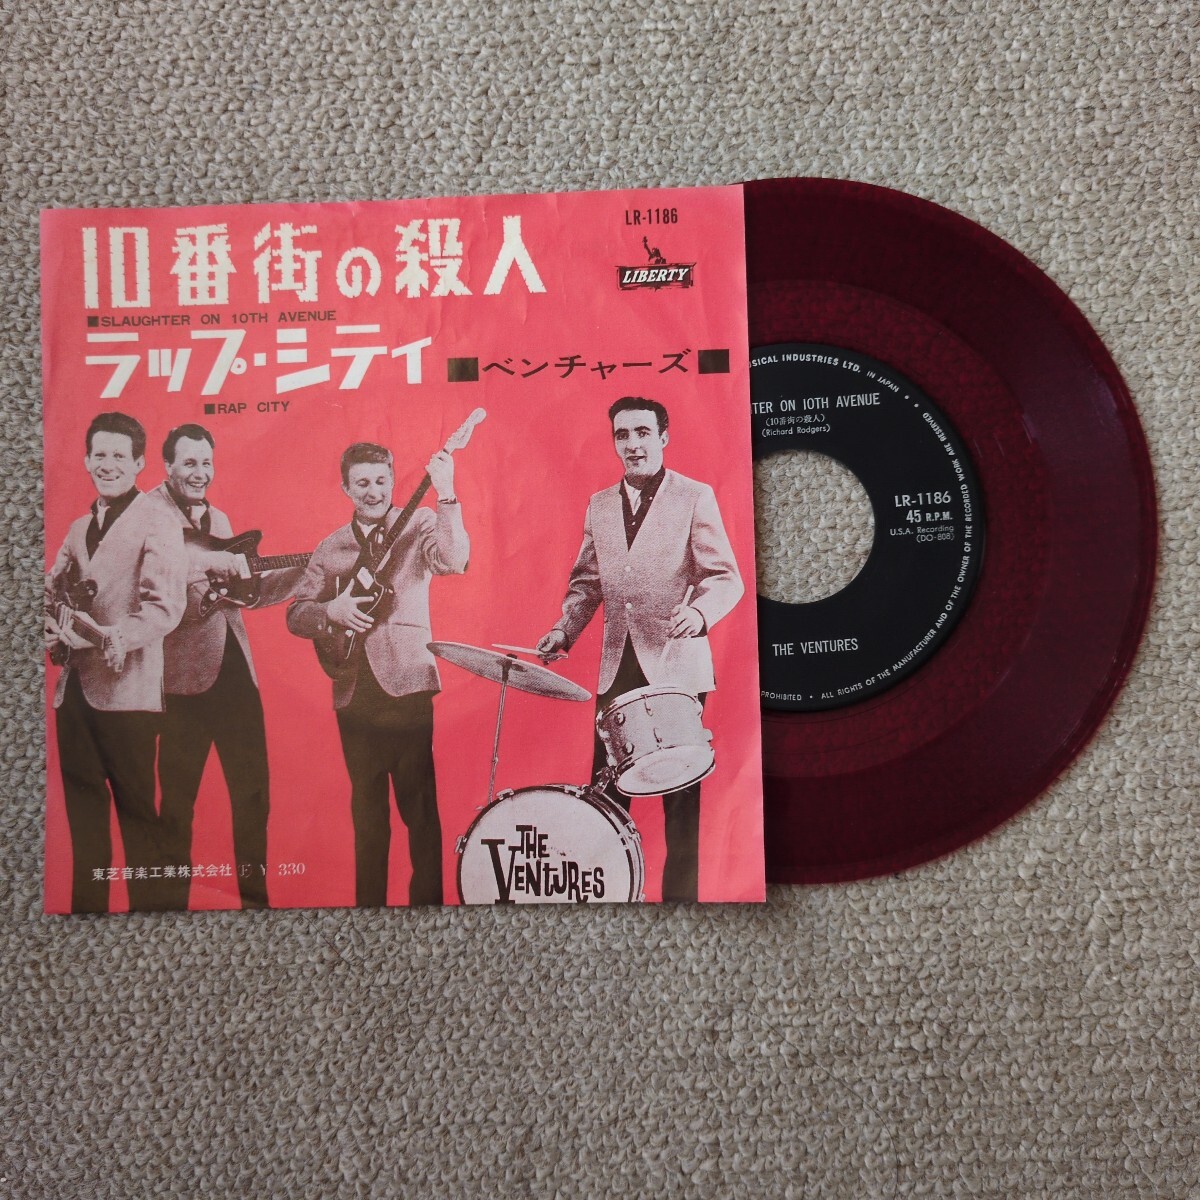 10番街の殺人
■SLAUGHTER ON 10TH AVENUE
ラップ・シティ
■RAP CITY
■ベンチャーズ■
LR-1186
LIBERTY
THE
VENTURES
東芝音楽工業株式会社 330
INDUSTRIES LTD. IN JAPAN
ON 10TH AVENUE
(10番街の殺人)
(Richard Rodgers)
LR-1186
45 R.P.M.
U.S.A. Recording
(DO-808)
THE VENTURES
PROHIBITED • ALL RIGHTS OF THE MANUFACTURER AND OF THE OWNER OF THE RECORDED WORK ARE RESERVED